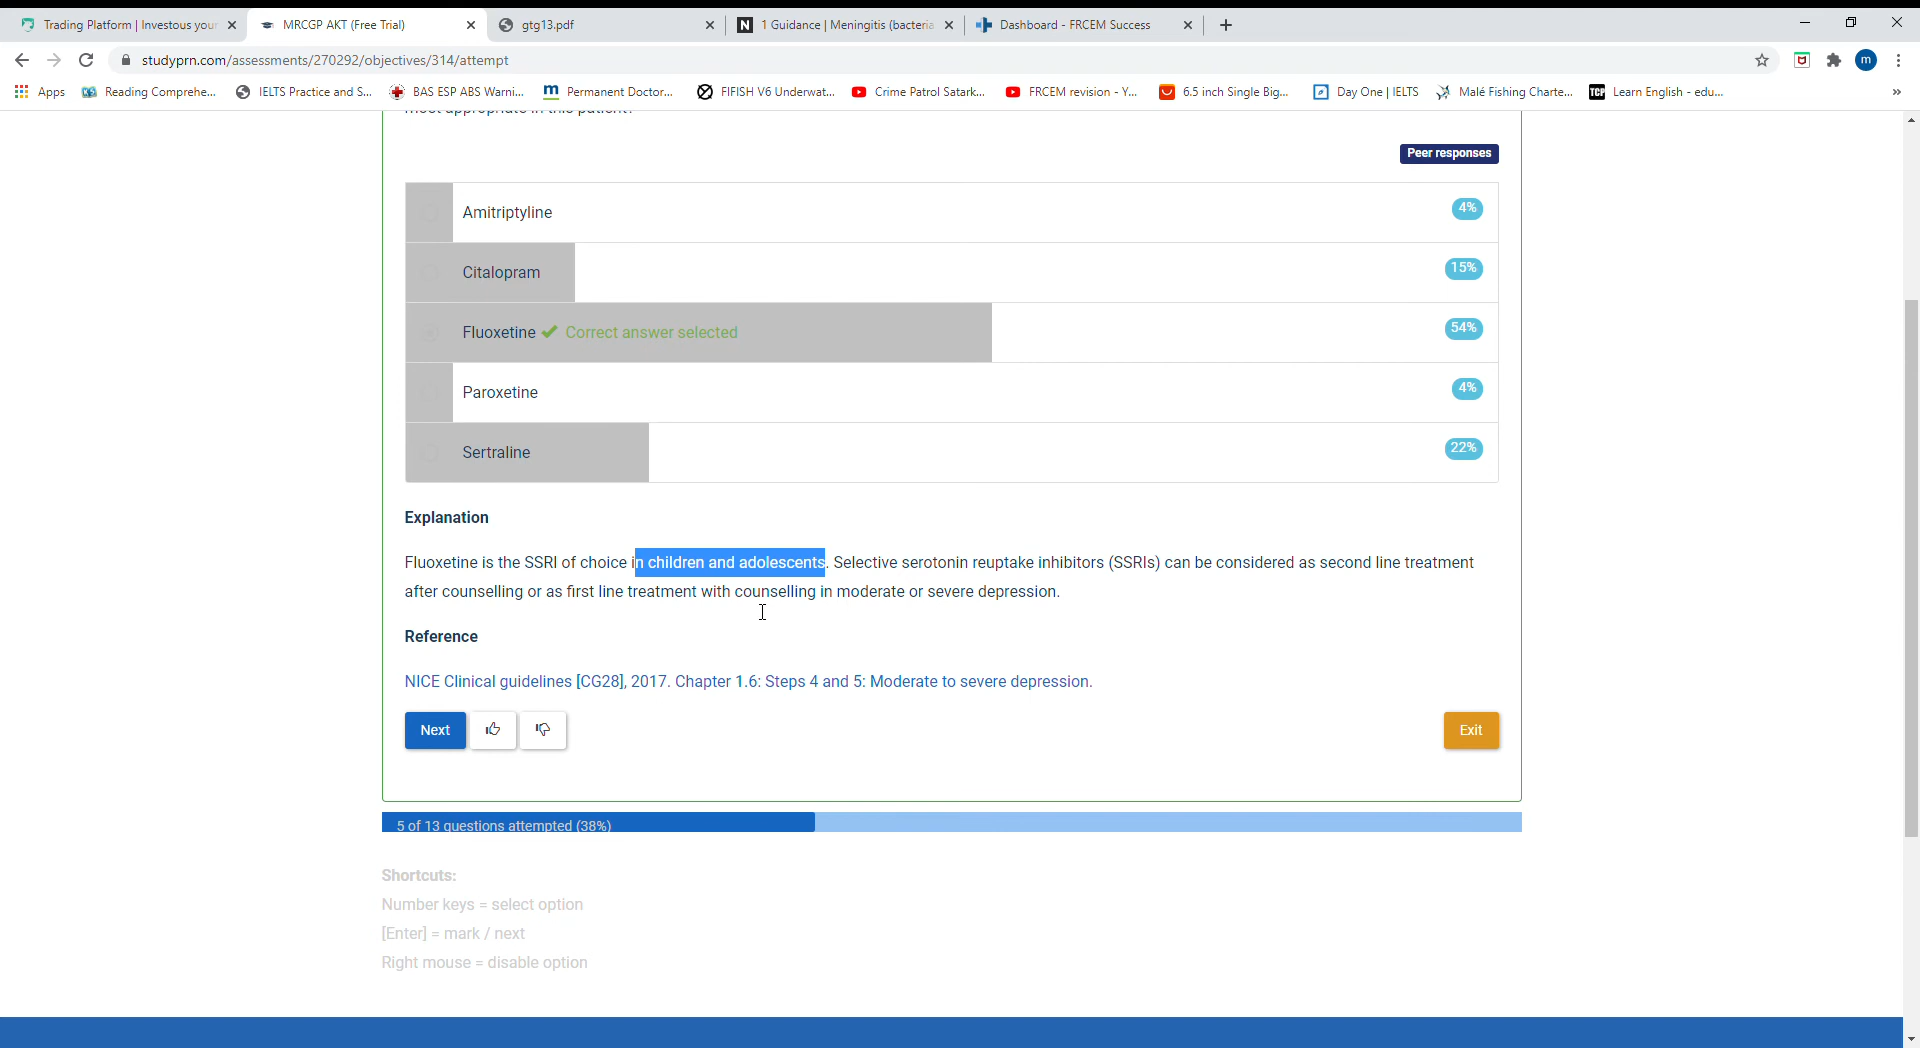 Trading Platform | Investous your
MRCGP AKT (Free Trial)
gtg13.pdf
1 Guidance | Meningitis (bacteria
Dashboard - FRCEM Success
studyprn.com/assessments/270292/objectives/314/attempt
m
Apps
Reading Comprehe...
IELTS Practice and S...
BAS ESP ABS Warni...
Permanent Doctor...
FIFISH V6 Underwat...
Crime Patrol Satark...
FRCEM revision - Y...
6.5 inch Single Big...
Day One | IELTS
Malé Fishing Charte...
TCP
Learn English - edu...
»
most appropriate in this patient?
Peer responses
Amitriptyline
4%
Citalopram
15%
Fluoxetine ✔ Correct answer selected
54%
Paroxetine
4%
Sertraline
22%
Explanation
Fluoxetine is the SSRI of choice in children and adolescents. Selective serotonin reuptake inhibitors (SSRIs) can be considered as second line treatment
after counselling or as first line treatment with counselling in moderate or severe depression.
Reference
NICE Clinical guidelines [CG28], 2017. Chapter 1.6: Steps 4 and 5: Moderate to severe depression.
Next
Exit
5 of 13 questions attempted (38%)
Shortcuts:
Number keys = select option
[Enter] = mark / next
Right mouse = disable option